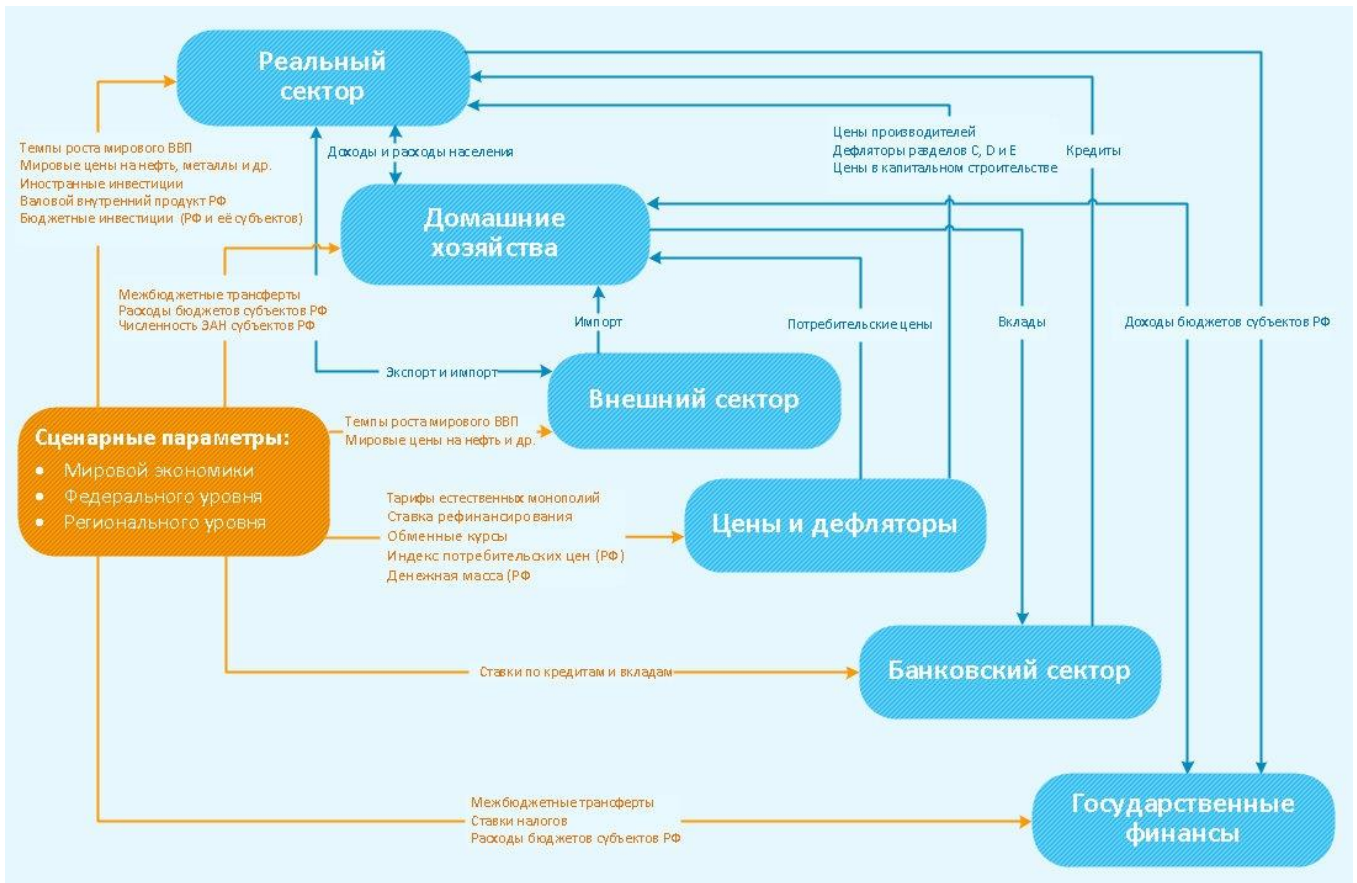 Реальный
сектор
Темпы роста мирового ВВП
Мировые цены на нефть, металлы и др.
Иностранные инвестиции
Валовой внутренний продукт РФ
Бюджетные инвестиции (РФ и её субъектов)
Доходы и расходы населения
Цены производителей
Дефляторы разделов C, D и E
Цены в капитальном строительстве
Кредиты
Домашние
хозяйства
Межбюджетные трансферты
Расходы бюджетов субъектов РФ
Численность ЭАН субъектов РФ
Импорт
Потребительские цены
Вклады
Доходы бюджетов субъектов РФ
Экспорт и импорт
Внешний сектор
Темпы роста мирового ВВП
Мировые цены на нефть и др.
Сценарные параметры:
• Мировой экономики
• Федерального уровня
• Регионального уровня
Тарифы естественных монополий
Ставка рефинансирования
Обменные курсы
Индекс потребительских цен (РФ)
Денежная масса (РФ
Цены и дефляторы
Ставки по кредитам и вкладам
Банковский сектор
Межбюджетные трансферты
Ставки налогов
Расходы бюджетов субъектов РФ
Государственные
финансы